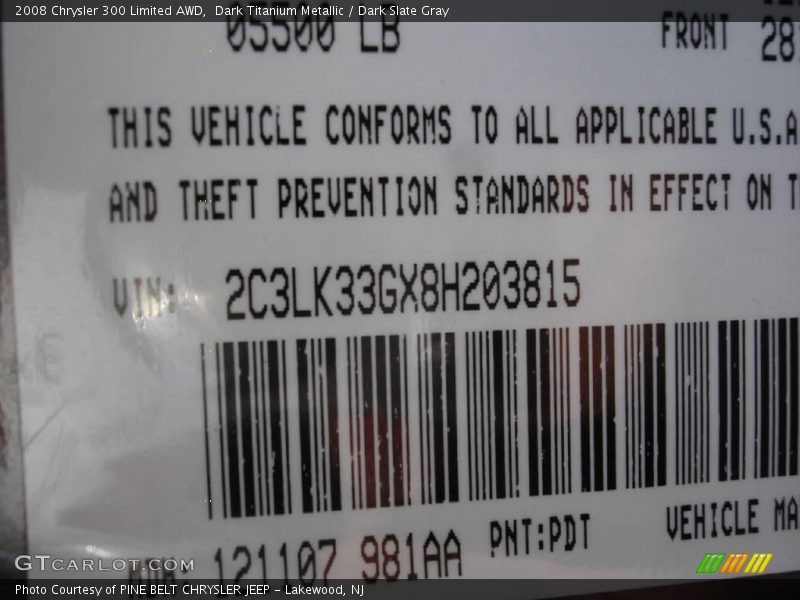 2008 Chrysler 300 Limited AWD, Dark Titanium Metallic / Dark Slate Gray
05500 LB FRONT 28
THIS VEHICLE CONFORMS TO ALL APPLICABLE U.S.A
AND THEFT PREVENTION STANDARDS IN EFFECT ON T
VIN: 2C3LK33GX8H203815
PNT:PDT VEHICLE MA
121107 981AA
GTCARLOT.COM
Photo Courtesy of PINE BELT CHRYSLER JEEP - Lakewood, NJ